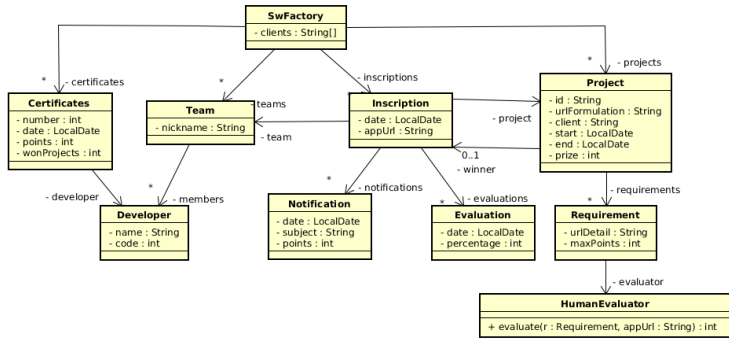 SwFactory
- clients : String[]
*
- certificates
*
- teams
*
- inscriptions
*
- projects
Certificates
- number : int
- date : LocalDate
- points : int
- wonProjects : int
Team
- nickname : String
- team
Inscription
- date : LocalDate
- appUrl : String
- project
0..1
- winner
Project
- id : String
- urlFormulation : String
- client : String
- start : LocalDate
- end : LocalDate
- prize : int
- developer
*
- members
*
- notifications
*
- evaluations
*
- requirements
Developer
- name : String
- code : int
Notification
- date : LocalDate
- subject : String
- points : int
Evaluation
- date : LocalDate
- percentage : int
Requirement
- urlDetail : String
- maxPoints : int
- evaluator
HumanEvaluator
+ evaluate(r : Requirement, appUrl : String) : int